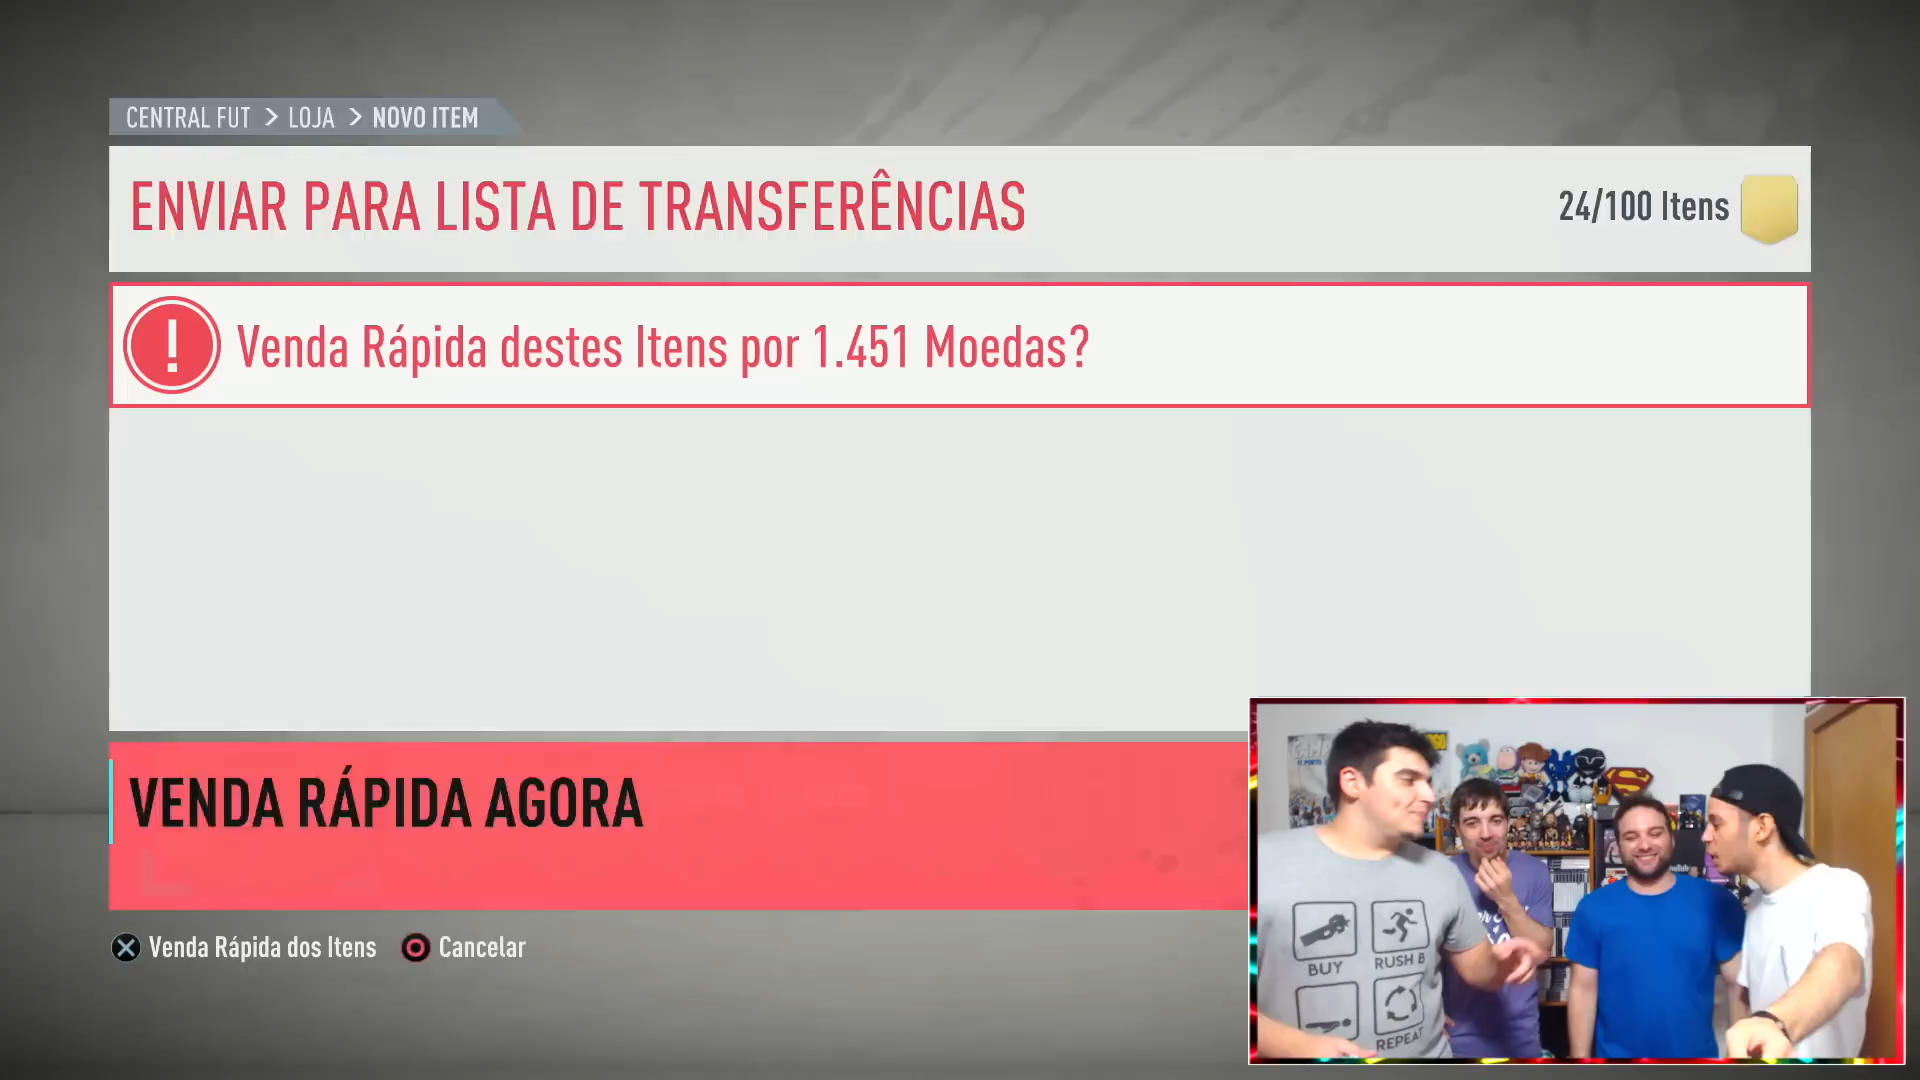 CENTRAL FUT > LOJA > NOVO ITEM
ENVIAR PARA LISTA DE TRANSFERÊNCIAS
24/100 Itens
! Venda Rápida destes Itens por 1.451 Moedas?
VENDA RÁPIDA AGORA
Venda Rápida dos Itens
Cancelar
BUY
RUSH B
REPEAT